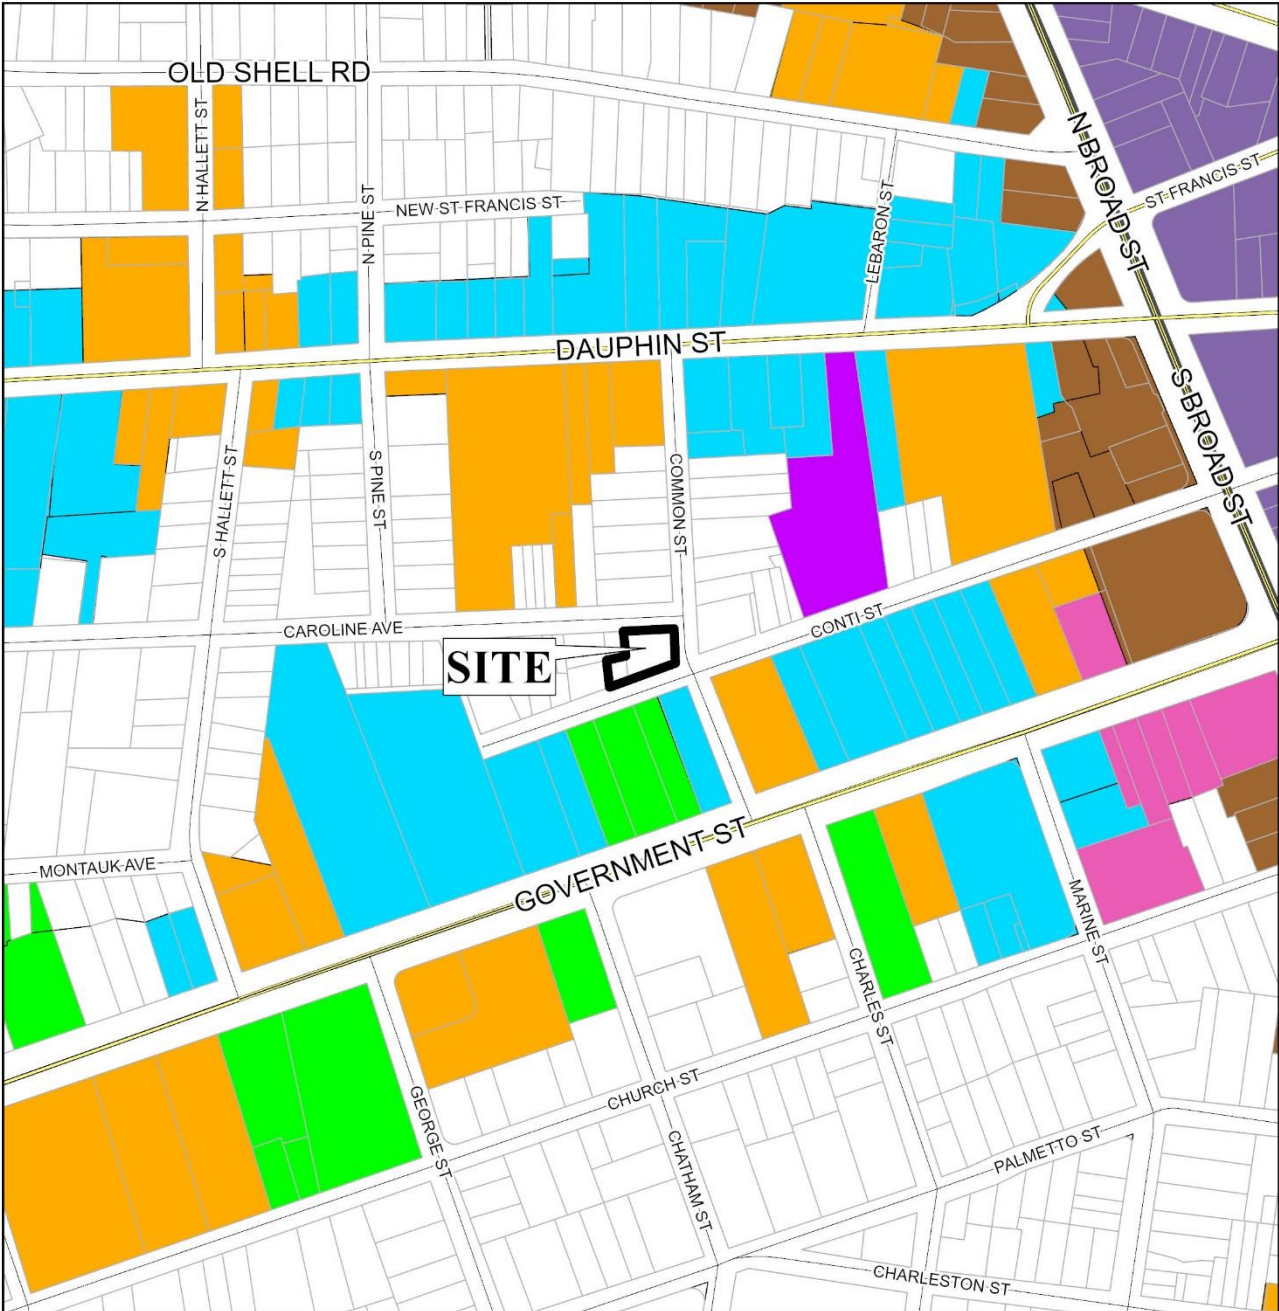 OLD SHELL RD
N HALLETT ST
N PINE ST
NEW ST FRANCIS ST
LEBARON ST
N BROAD ST
ST FRANCIS ST
DAUPHIN ST
S BROAD ST
S HALLETT ST
S PINE ST
COMMON ST
CAROLINE AVE
CONTI ST
SITE
MONTAUK AVE
GOVERNMENT ST
MARINE ST
CHARLES ST
GEORGE ST
CHURCH ST
CHATHAM ST
PALMETTO ST
CHARLESTON ST